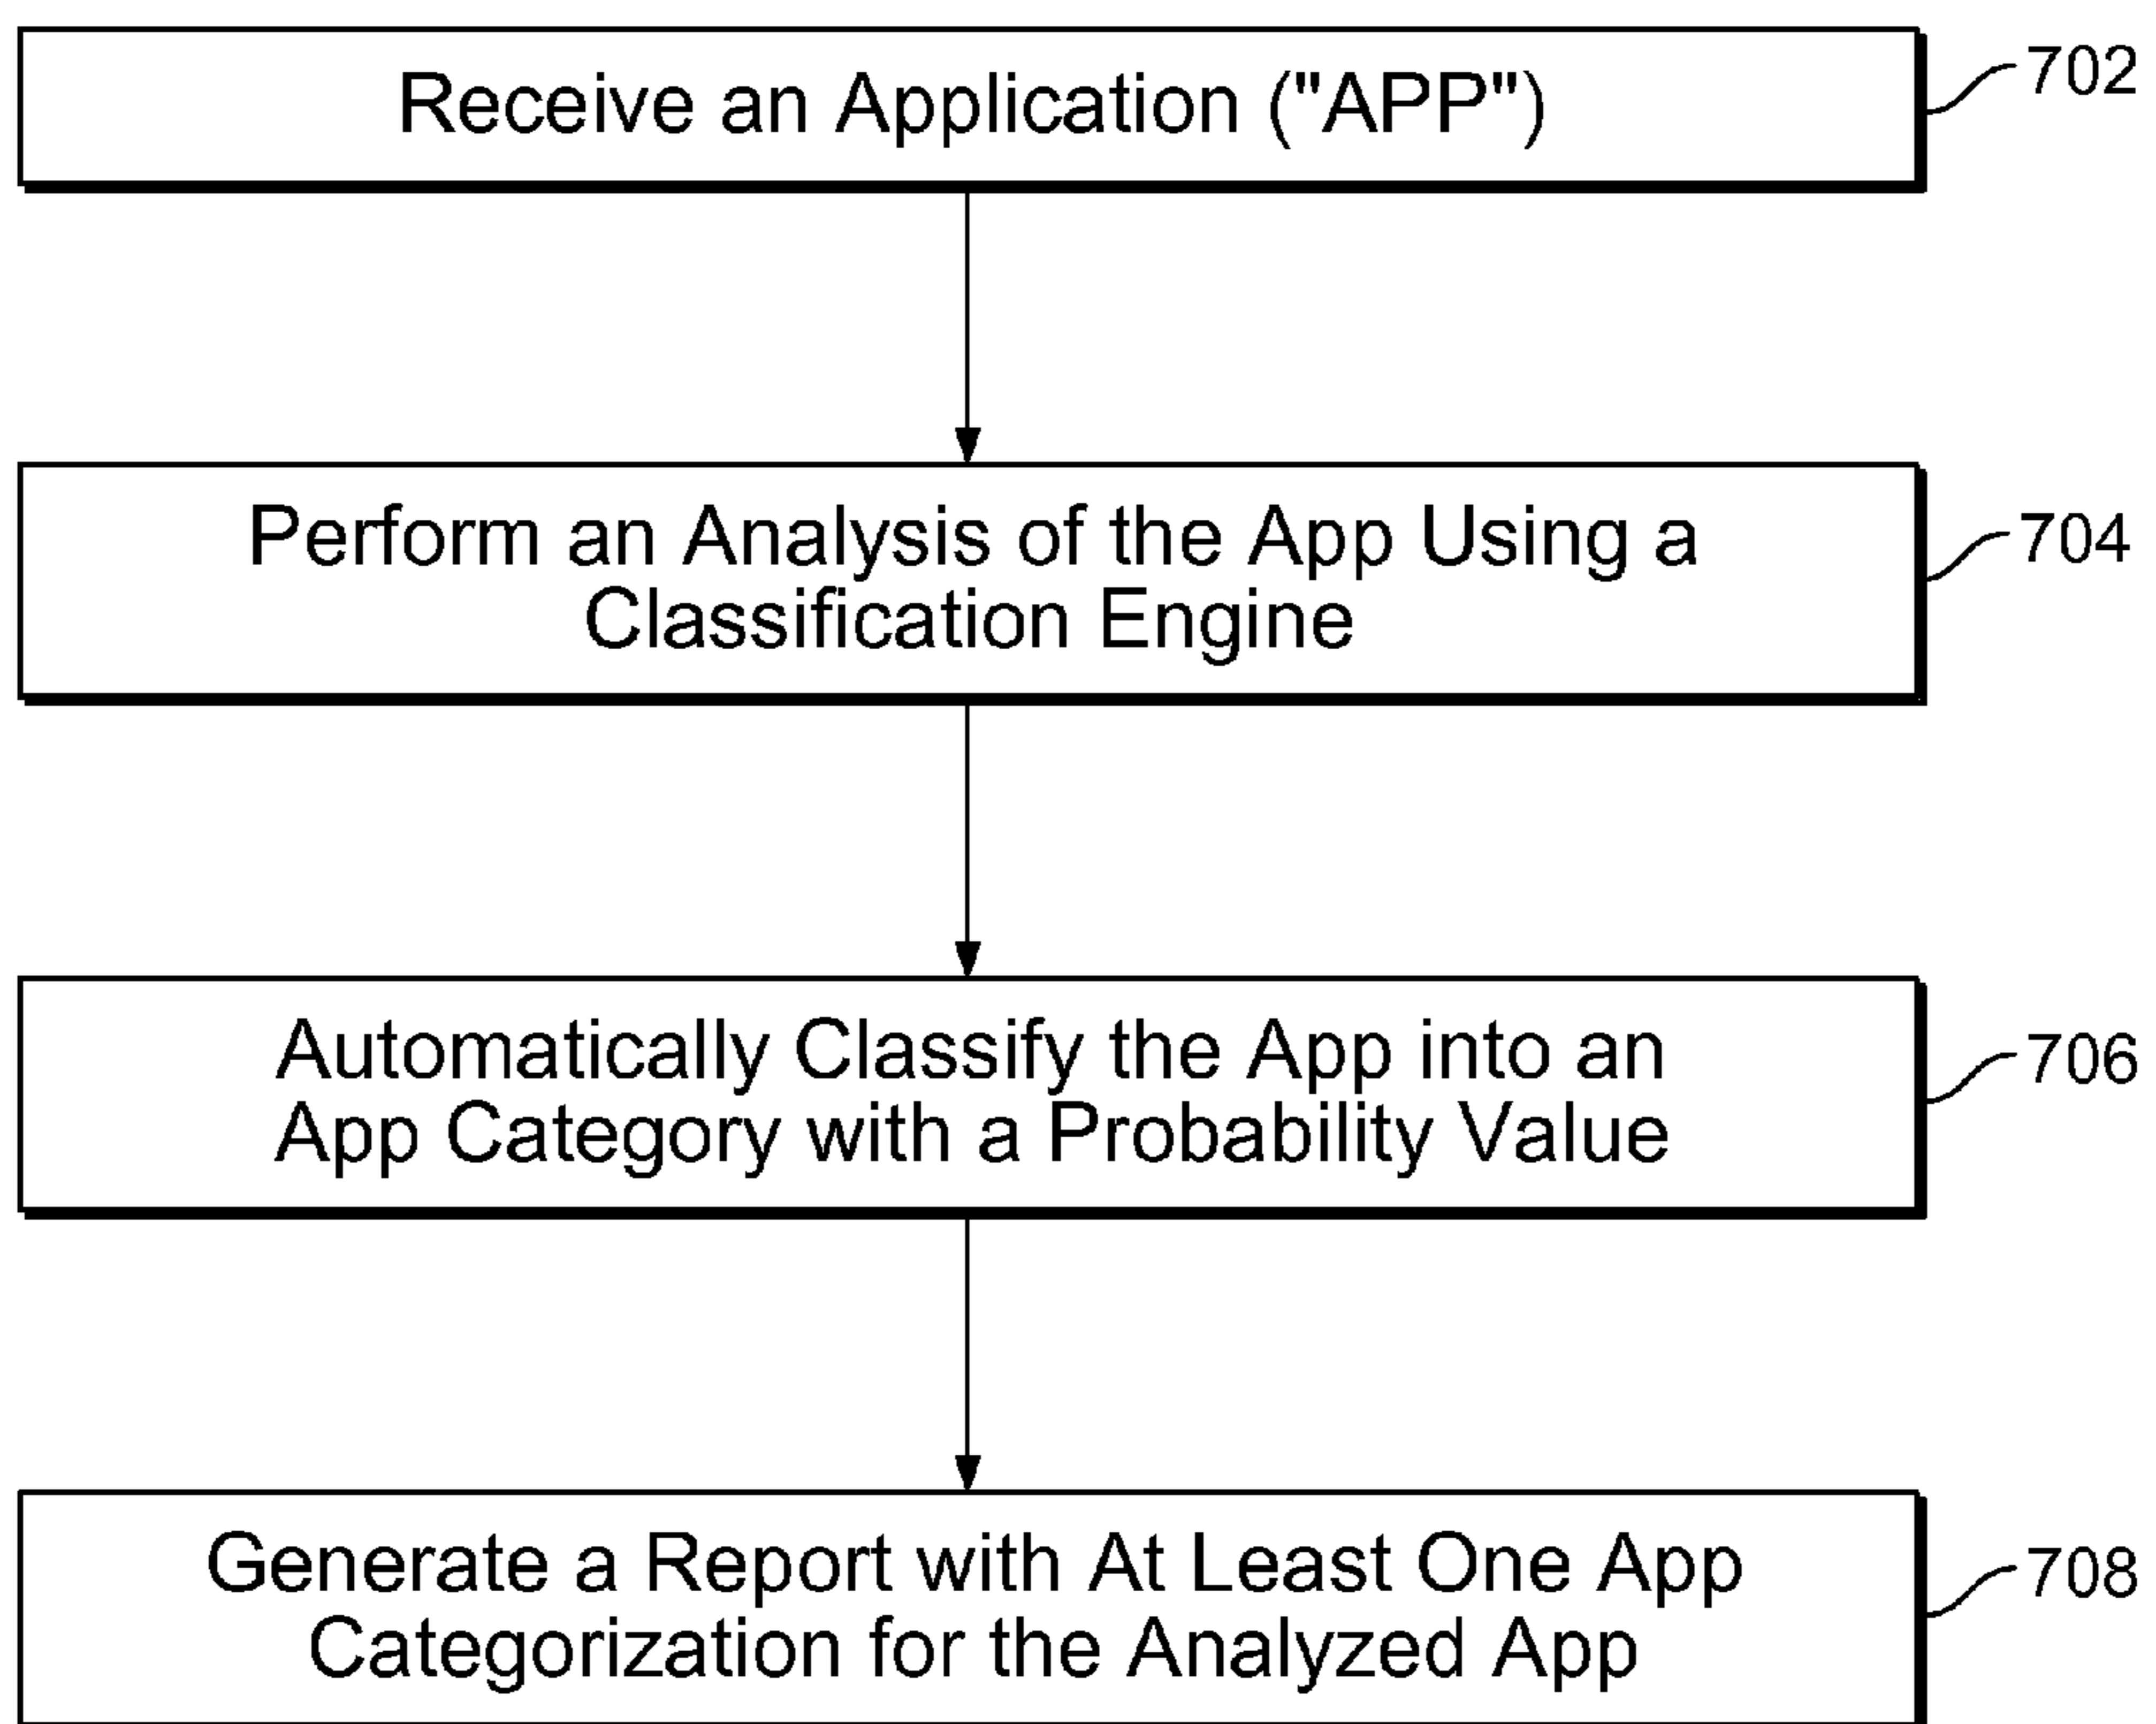 Receive an Application ("APP")
702
Perform an Analysis of the App Using a
Classification Engine
704
Automatically Classify the App into an
App Category with a Probability Value
706
Generate a Report with At Least One App
Categorization for the Analyzed App
708